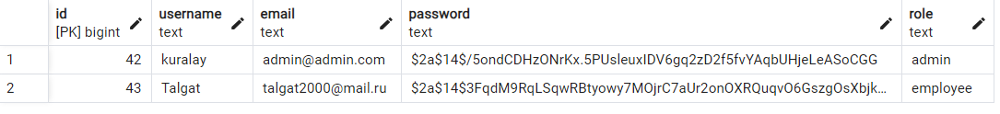 id username email password role
[PK] bigint text text text text
1 42 kuralay admin@admin.com $2a$14$/5ondCDHzONrKx.5PUsleuxIDV6gq2zD2f5fvYAqbUHjeLeASoCGG admin
2 43 Talgat talgat2000@mail.ru $2a$14$3FqdM9RqLSqwRBtyowy7MOjrC7aUr2onOXRQuqvO6GszgOsXbjk… employee